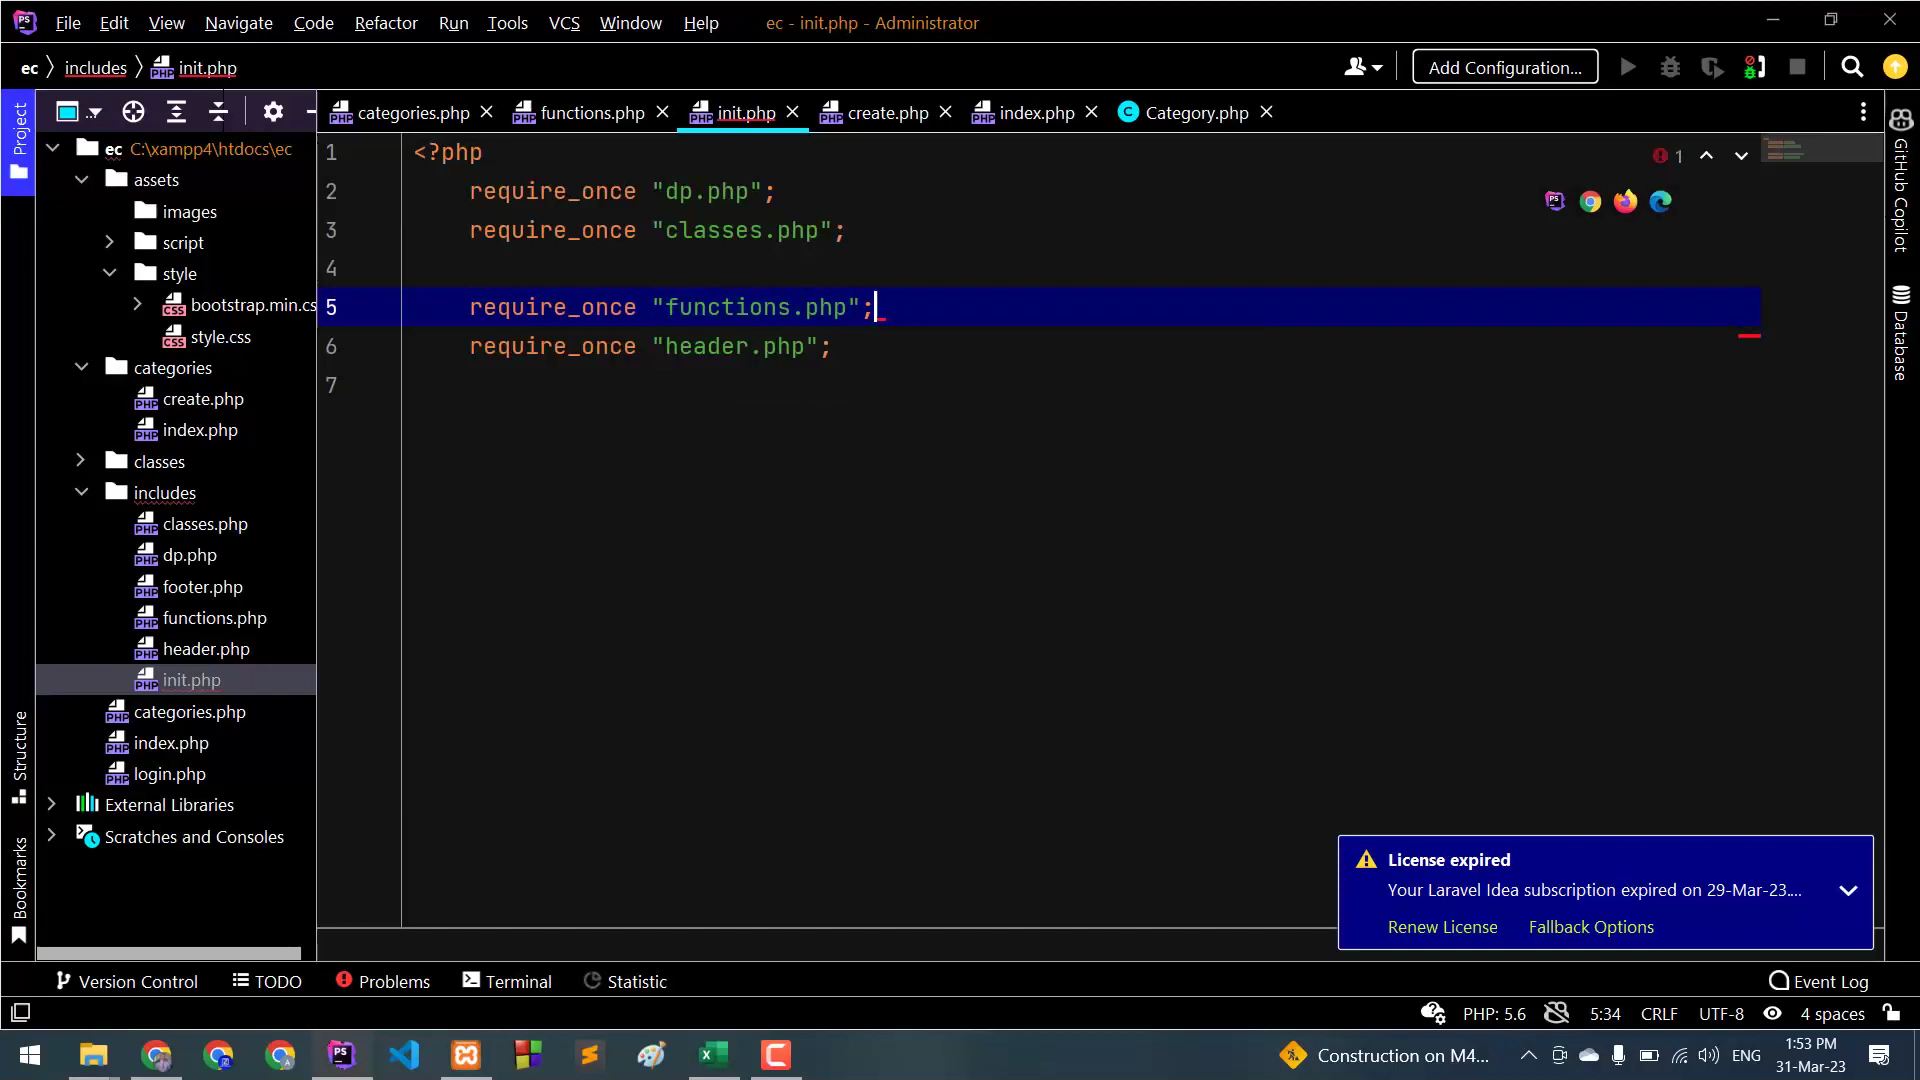 File Edit View Navigate Code Refactor Run Tools VCS Window Help ec - init.php - Administrator
ec includes init.php Add Configuration...
categories.php functions.php init.php create.php index.php Category.php
Project
ec C:\xampp4\htdocs\ec
assets
images
script
style
bootstrap.min.cs
style.css
categories
create.php
index.php
classes
includes
classes.php
dp.php
footer.php
functions.php
header.php
init.php
categories.php
index.php
login.php
External Libraries
Scratches and Consoles
Structure
Bookmarks
1 <?php
2 require_once "dp.php";
3 require_once "classes.php";
4
5 require_once "functions.php";
6 require_once "header.php";
7
1
GitHub Copilot
Database
License expired
Your Laravel Idea subscription expired on 29-Mar-23....
Renew License Fallback Options
Version Control TODO Problems Terminal Statistic Event Log
PHP: 5.6 5:34 CRLF UTF-8 4 spaces
Construction on M4... ENG 1:53 PM
31-Mar-23